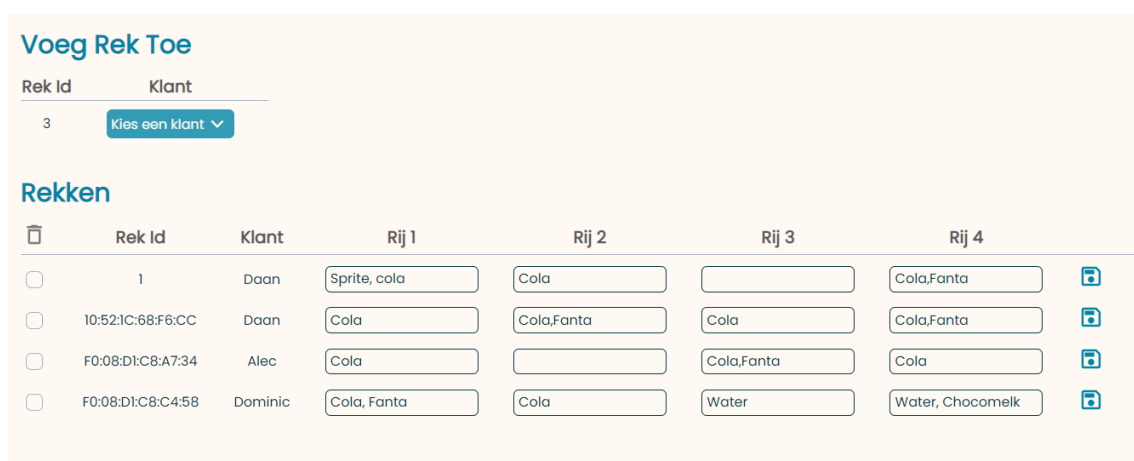 Voeg Rek Toe
Rek Id Klant
3 Kies een klant
Rekken
Rek Id Klant Rij 1 Rij 2 Rij 3 Rij 4
1 Daan Sprite, cola Cola Cola,Fanta
10:52:1C:68:F6:CC Daan Cola Cola,Fanta Cola Cola,Fanta
F0:08:D1:C8:A7:34 Alec Cola Cola,Fanta Cola
F0:08:D1:C8:C4:58 Dominic Cola, Fanta Cola Water Water, Chocomelk